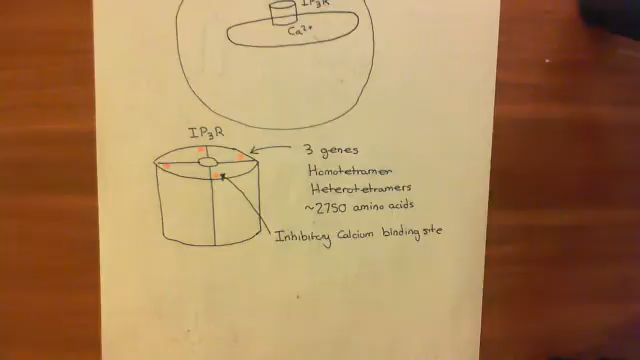 IP3R
Ca2+
IP3R
3 genes
Homotetramer
Heterotetramers
~2750 amino acids
Inhibitory Calcium binding site